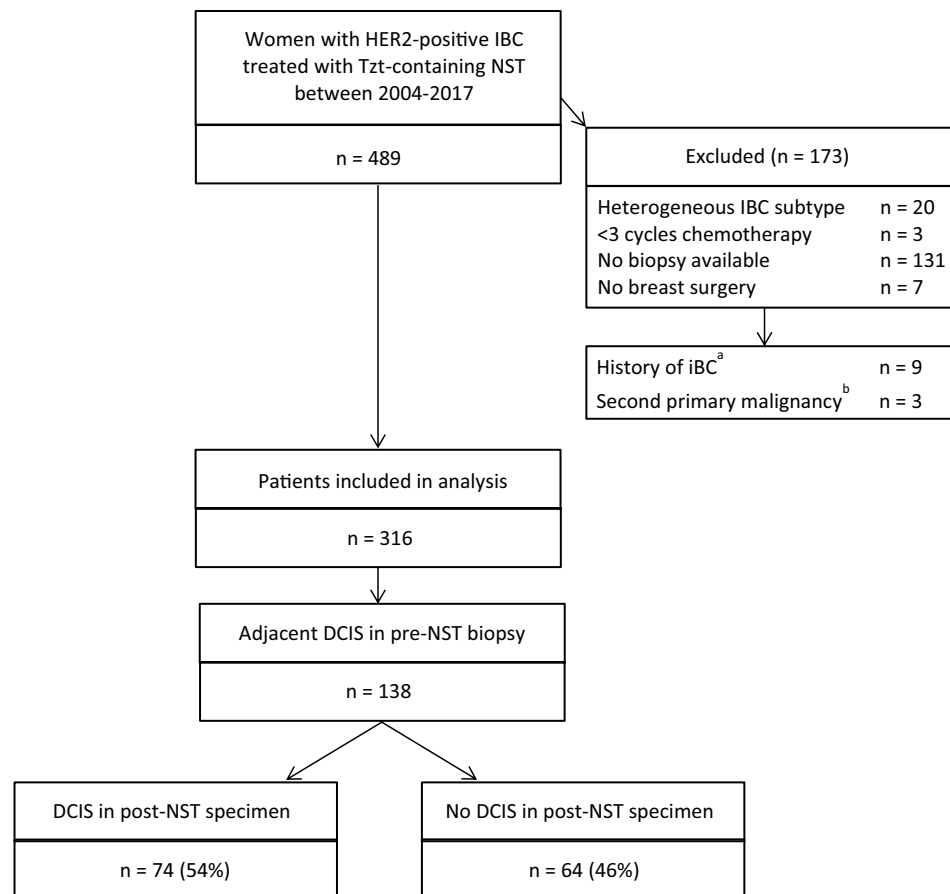 Women with HER2-positive IBC
treated with Tzt-containing NST
between 2004-2017
n = 489
Excluded (n = 173)
Heterogeneous IBC subtype n = 20
<3 cycles chemotherapy n = 3
No biopsy available n = 131
No breast surgery n = 7
History of iBCᵃ n = 9
Second primary malignancyᵇ n = 3
Patients included in analysis
n = 316
Adjacent DCIS in pre-NST biopsy
n = 138
DCIS in post-NST specimen
n = 74 (54%)
No DCIS in post-NST specimen
n = 64 (46%)